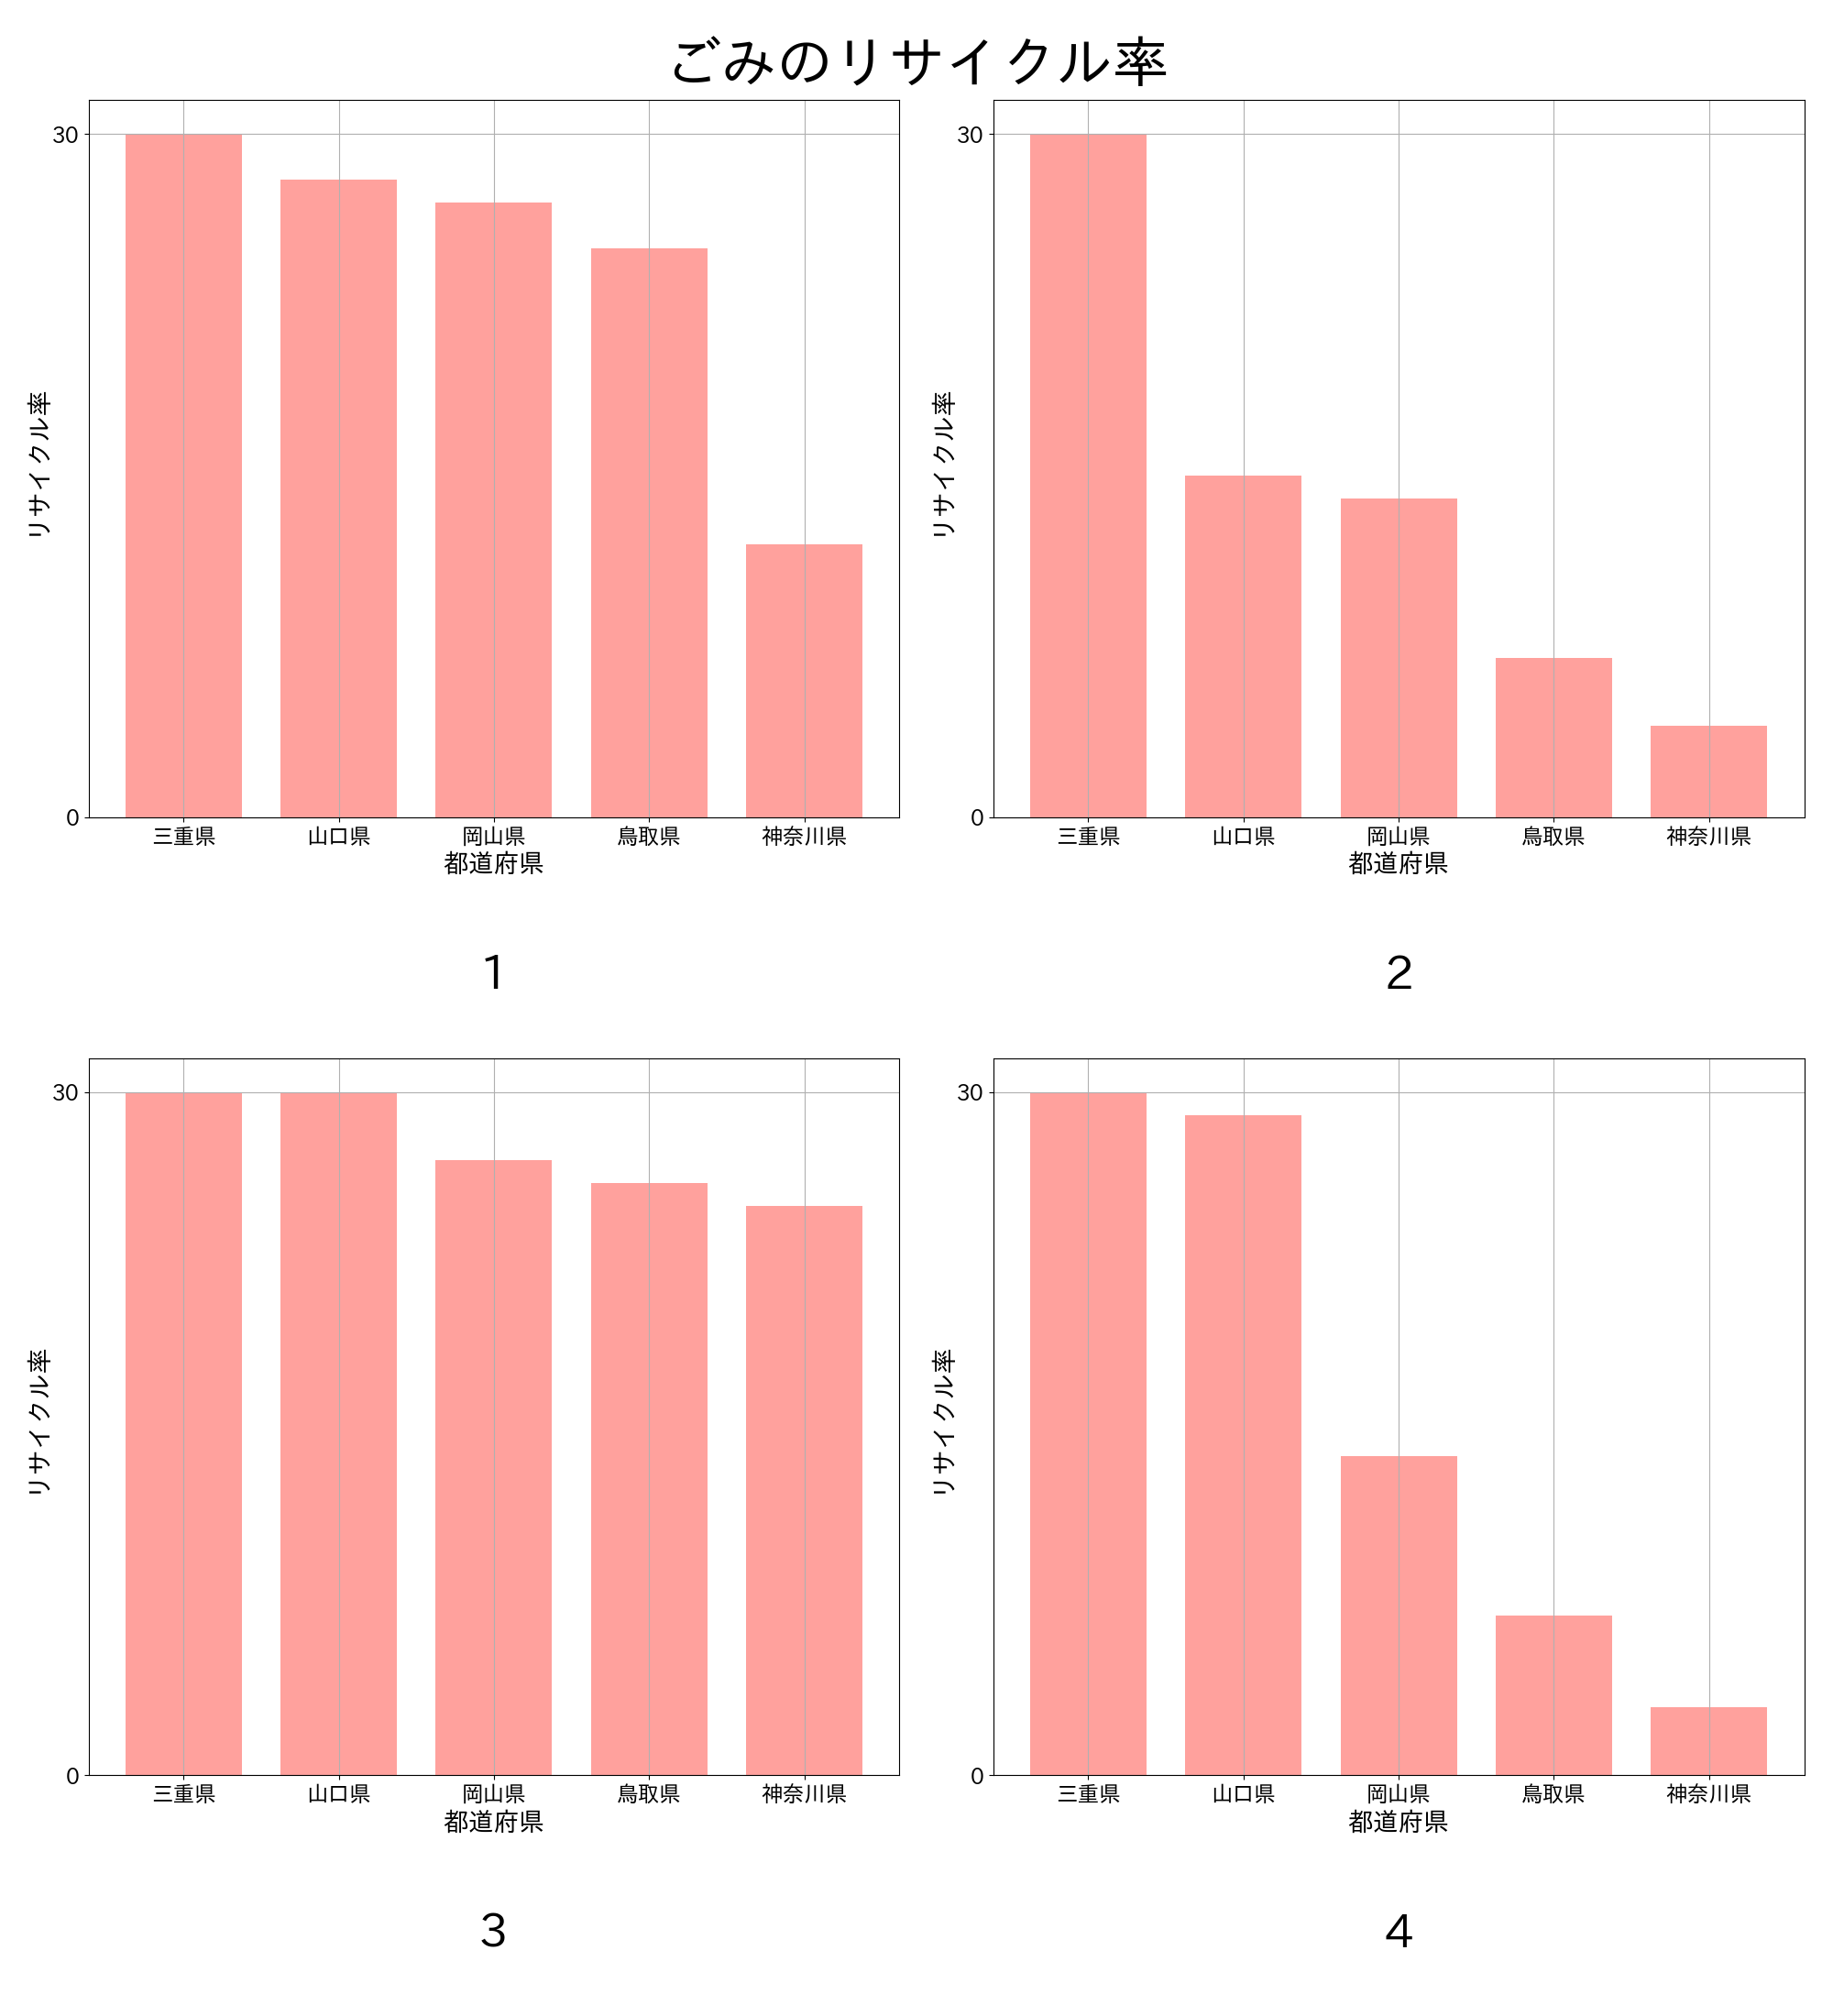 ごみのリサイクル率
30
0
リサイクル率
三重県 山口県 岡山県 鳥取県 神奈川県
都道府県
1
30
0
リサイクル率
三重県 山口県 岡山県 鳥取県 神奈川県
都道府県
2
30
0
リサイクル率
三重県 山口県 岡山県 鳥取県 神奈川県
都道府県
3
30
0
リサイクル率
三重県 山口県 岡山県 鳥取県 神奈川県
都道府県
4